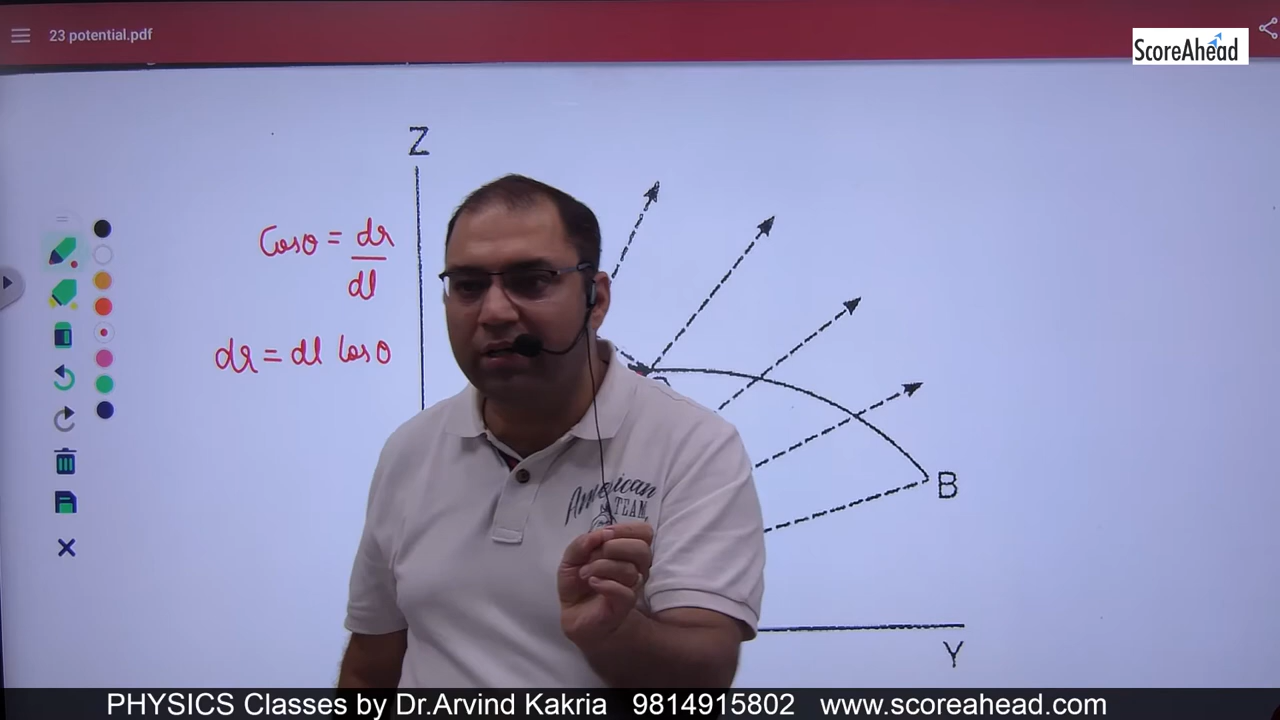 23 potential.pdf
ScoreAhead
Z
Cosθ = dr
dl
dr = dl Cosθ
American
TEAM
B
Y
PHYSICS Classes by Dr.Arvind Kakria 9814915802 www.scoreahead.com